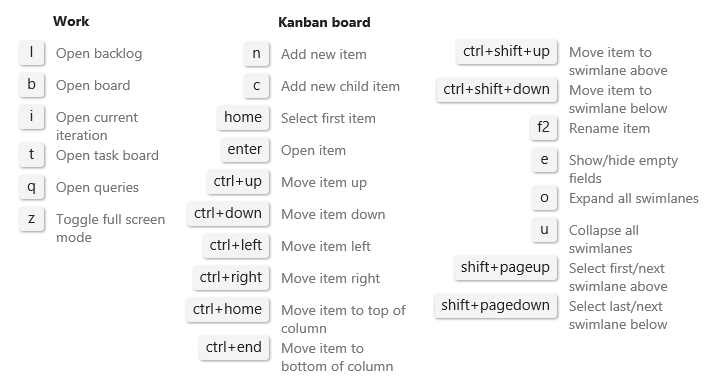 Work
l Open backlog
b Open board
i Open current
iteration
t Open task board
q Open queries
z Toggle full screen
mode
Kanban board
n Add new item
c Add new child item
home Select first item
enter Open item
ctrl+up Move item up
ctrl+down Move item down
ctrl+left Move item left
ctrl+right Move item right
ctrl+home Move item to top of
column
ctrl+end Move item to
bottom of column
ctrl+shift+up Move item to
swimlane above
ctrl+shift+down Move item to
swimlane below
f2 Rename item
e Show/hide empty
fields
o Expand all swimlanes
u Collapse all
swimlanes
shift+pageup Select first/next
swimlane above
shift+pagedown Select last/next
swimlane below